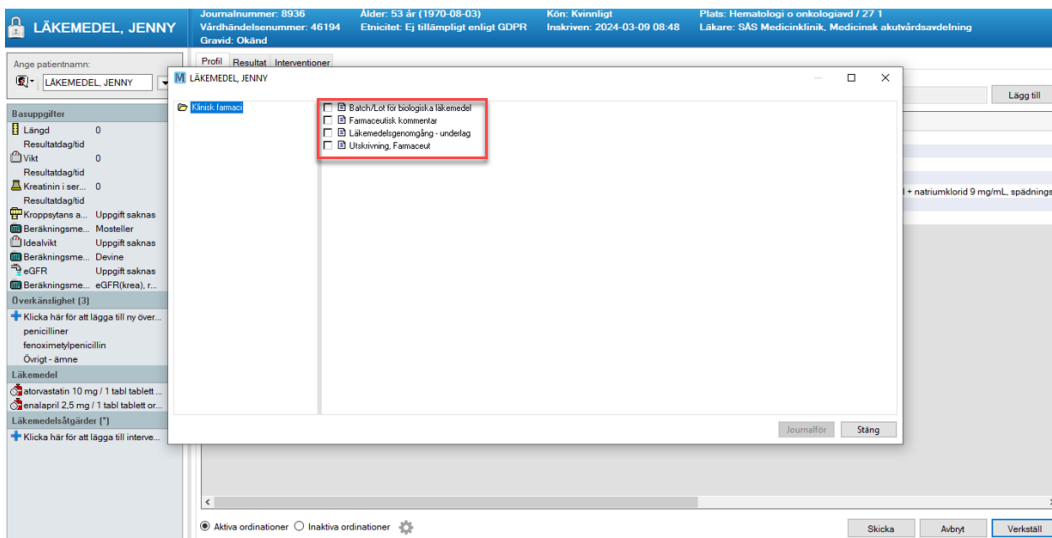 LÄKEMEDEL, JENNY
Journalnummer: 8936
Ålder: 53 år (1970-08-03)
Kön: Kvinnligt
Plats: Hematologi o onkologiavd / 27 1
Vårdhändelsenummer: 46194
Etnicitet: Ej tillämpligt enligt GDPR
Inskriven: 2024-03-09 08:48
Läkare: SÄS Medicinklinik, Medicinsk akutvårdsavdelning
Gravid: Okänd
Ange patientnamn:
LÄKEMEDEL, JENNY
Profil Resultat Interventioner
Lägg till
Basuppgifter
Längd 0
Resultatdag/tid
Vikt 0
Resultatdag/tid
Kreatinin i ser... 0
Resultatdag/tid
Kroppsytans a... Uppgift saknas
Beräkningsme... Mosteller
Idealvikt Uppgift saknas
Beräkningsme... Devine
eGFR Uppgift saknas
Beräkningsme... eGFR(krea), r...
Överkänslighet (3)
Klicka här för att lägga till ny över...
penicilliner
fenoximetylpenicillin
Övrigt - ämne
Läkemedel
atorvastatin 10 mg / 1 tabl tablett ...
enalapril 2,5 mg / 1 tabl tablett or...
Läkemedelsåtgärder (*)
Klicka här för att lägga till interve...
M LÄKEMEDEL, JENNY
Klinisk farmaci
Batch/Lot för biologiska läkemedel
Farmaceutisk kommentar
Läkemedelsgenomgång - underlag
Utskrivning, Farmaceut
Journalför Stäng
l + natriumklorid 9 mg/mL, spädnings
Aktiva ordinationer Inaktiva ordinationer
Skicka Avbryt Verkställ